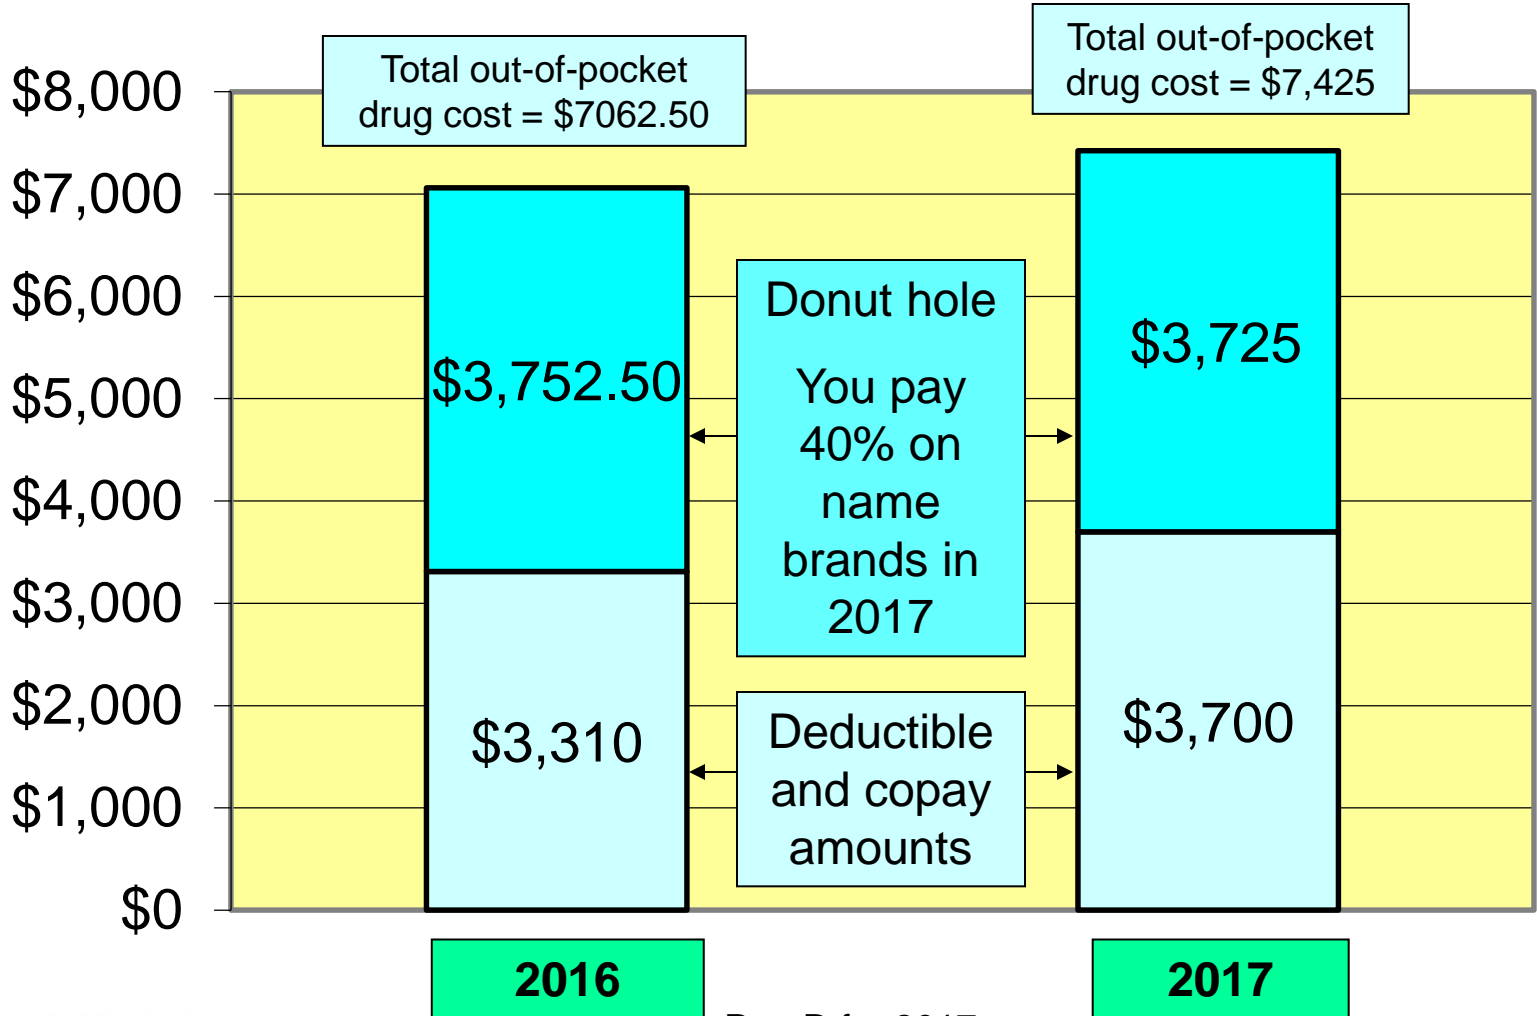 Total out-of-pocket
drug cost = $7062.50
Total out-of-pocket
drug cost = $7,425
$8,000
$7,000
$6,000
$5,000
$4,000
$3,000
$2,000
$1,000
$0
$3,752.50
$3,310
Donut hole
You pay
40% on
name
brands in
2017
Deductible
and copay
amounts
$3,725
$3,700
2016
2017